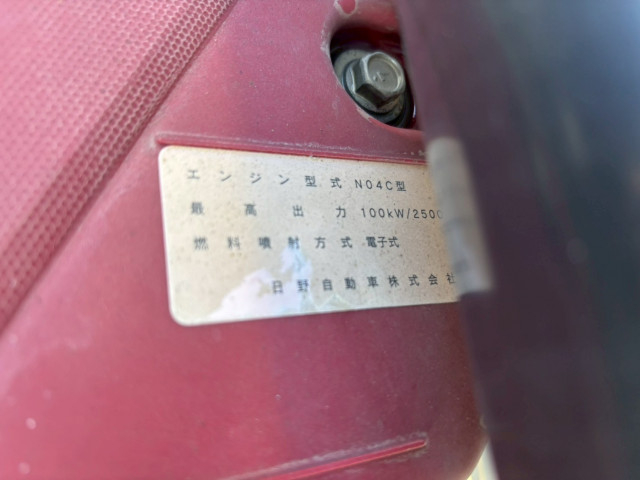 エンジン型式 N04C型
最高出力 100kW/250
燃料噴射方式 電子式
日野自動車株式会社